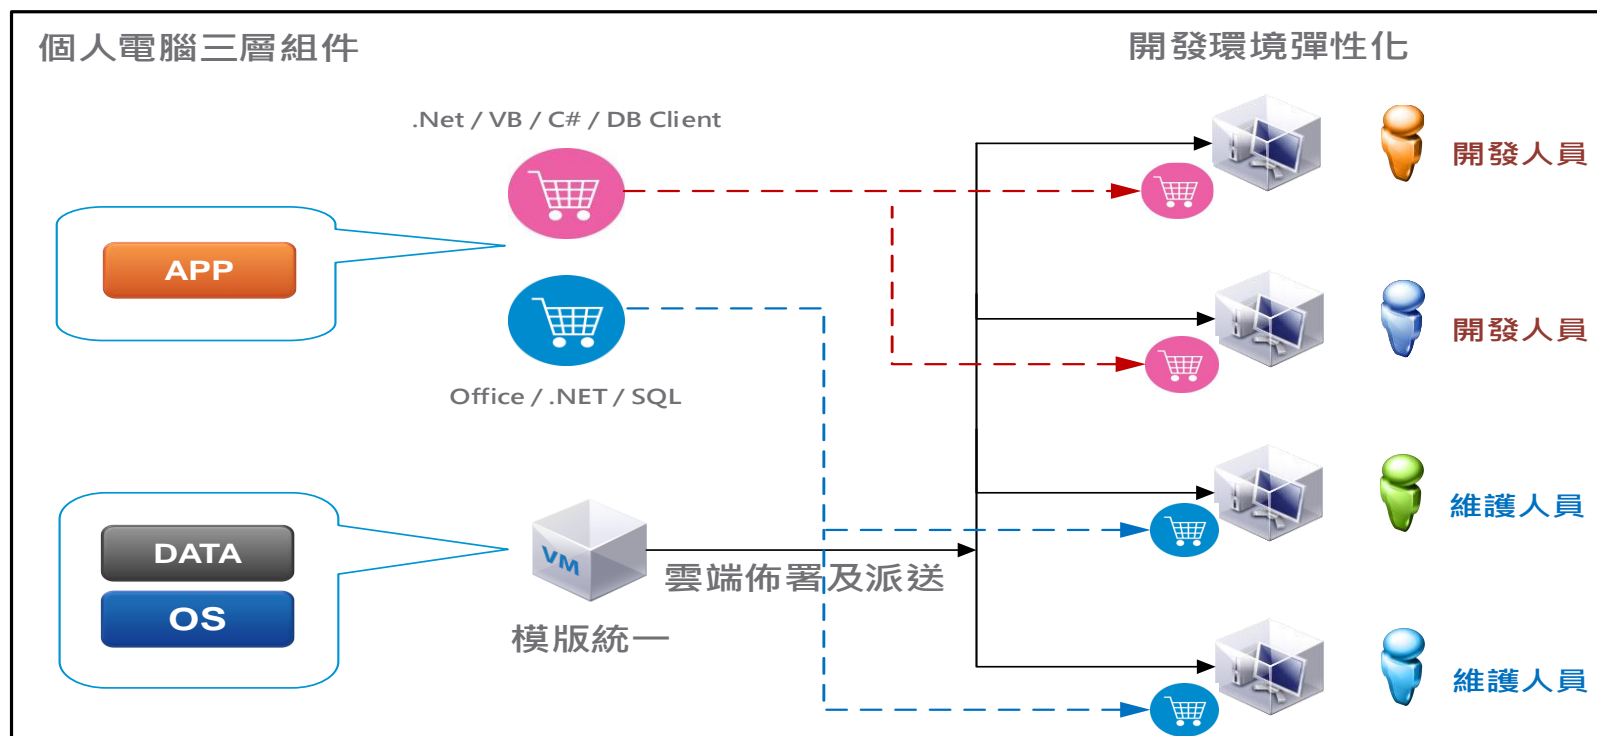 個人電腦三層組件
開發環境彈性化
.Net / VB / C# / DB Client
開發人員
APP
開發人員
Office / .NET / SQL
維護人員
DATA
VM
雲端佈署及派送
OS
模版統一
維護人員